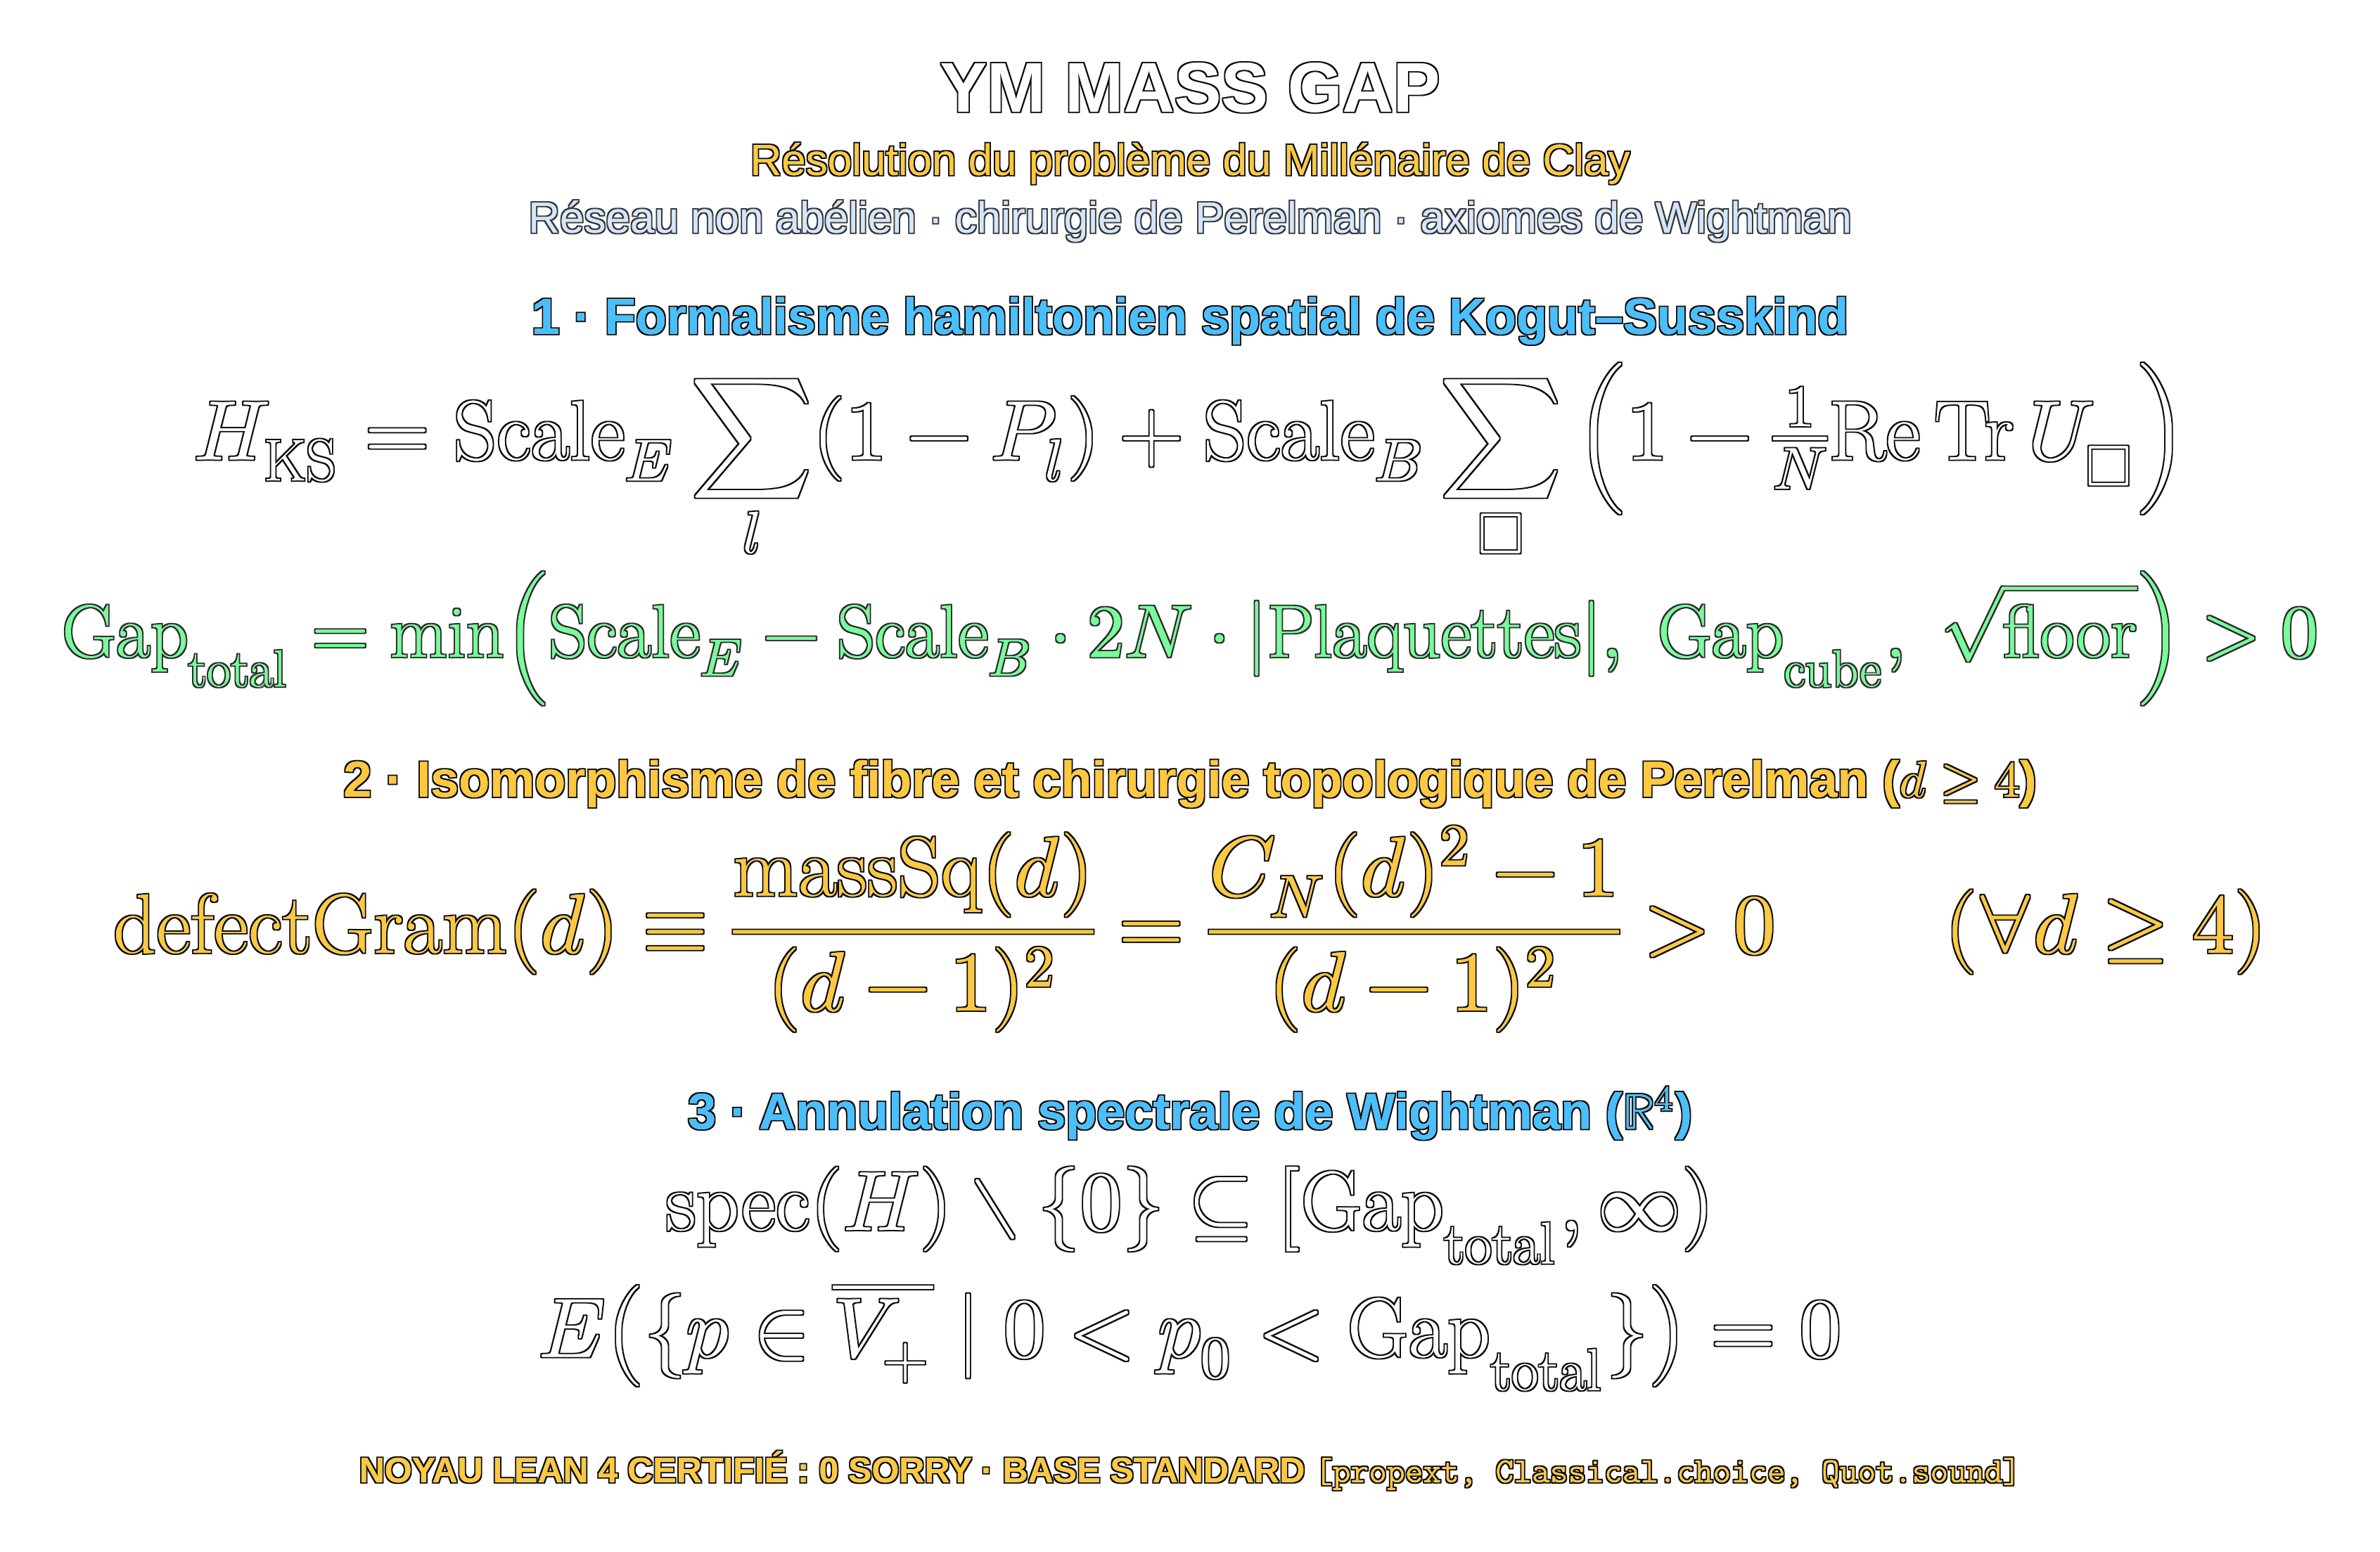 YM MASS GAP
Résolution du problème du Millénaire de Clay
Réseau non abélien · chirurgie de Perelman · axiomes de Wightman
1 · Formalisme hamiltonien spatial de Kogut–Susskind
H_KS = Scale_E ∑_l (1 − P_l) + Scale_B ∑_□ (1 − 1/N Re Tr U_□)
Gap_total = min(Scale_E − Scale_B · 2N · |Plaquettes|, Gap_cube, √floor) > 0
2 · Isomorphisme de fibre et chirurgie topologique de Perelman (d ≥ 4)
defectGram(d) ≡ massSq(d)/(d − 1)² = (C_N(d)² − 1)/(d − 1)² > 0 (∀d ≥ 4)
3 · Annulation spectrale de Wightman (ℝ⁴)
spec(H) \ {0} ⊆ [Gap_total, ∞)
E({p ∈ V̅_+ | 0 < p_0 < Gap_total}) = 0
NOYAU LEAN 4 CERTIFIÉ : 0 SORRY · BASE STANDARD [propext, Classical.choice, Quot.sound]